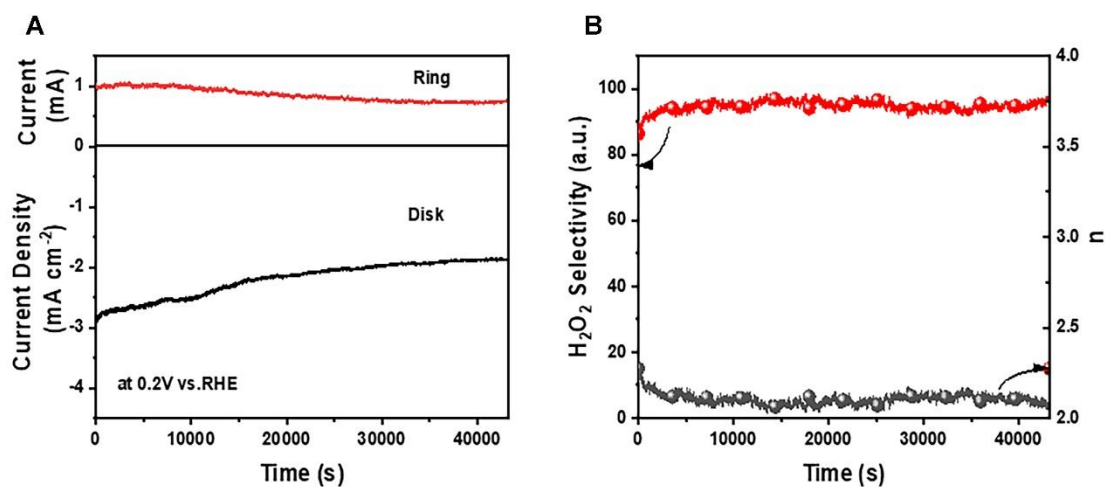 A
Current
(mA)
1
0
Ring
Current Density
(mA cm⁻²)
-1
-2
-3
-4
Disk
at 0.2V vs.RHE
0
10000
20000
30000
40000
Time (s)
B
H₂O₂ Selectivity (a.u.)
100
80
60
40
20
0
4.0
3.5
3.0
2.5
2.0
n
0
10000
20000
30000
40000
Time (s)